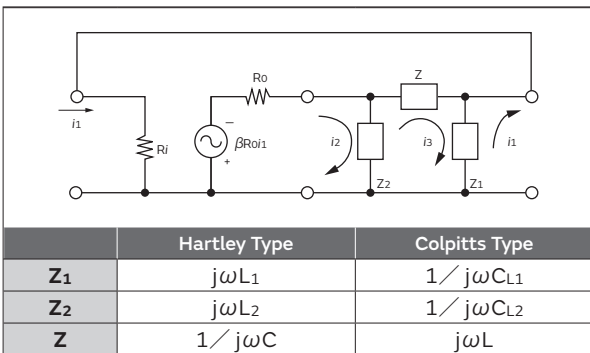 Ro
Z
i1
Ri
−
βRoi1
+
i2
Z2
i3
Z1
i1
Hartley Type Colpitts Type
Z1 jωL1 1／jωCL1
Z2 jωL2 1／jωCL2
Z 1／jωC jωL